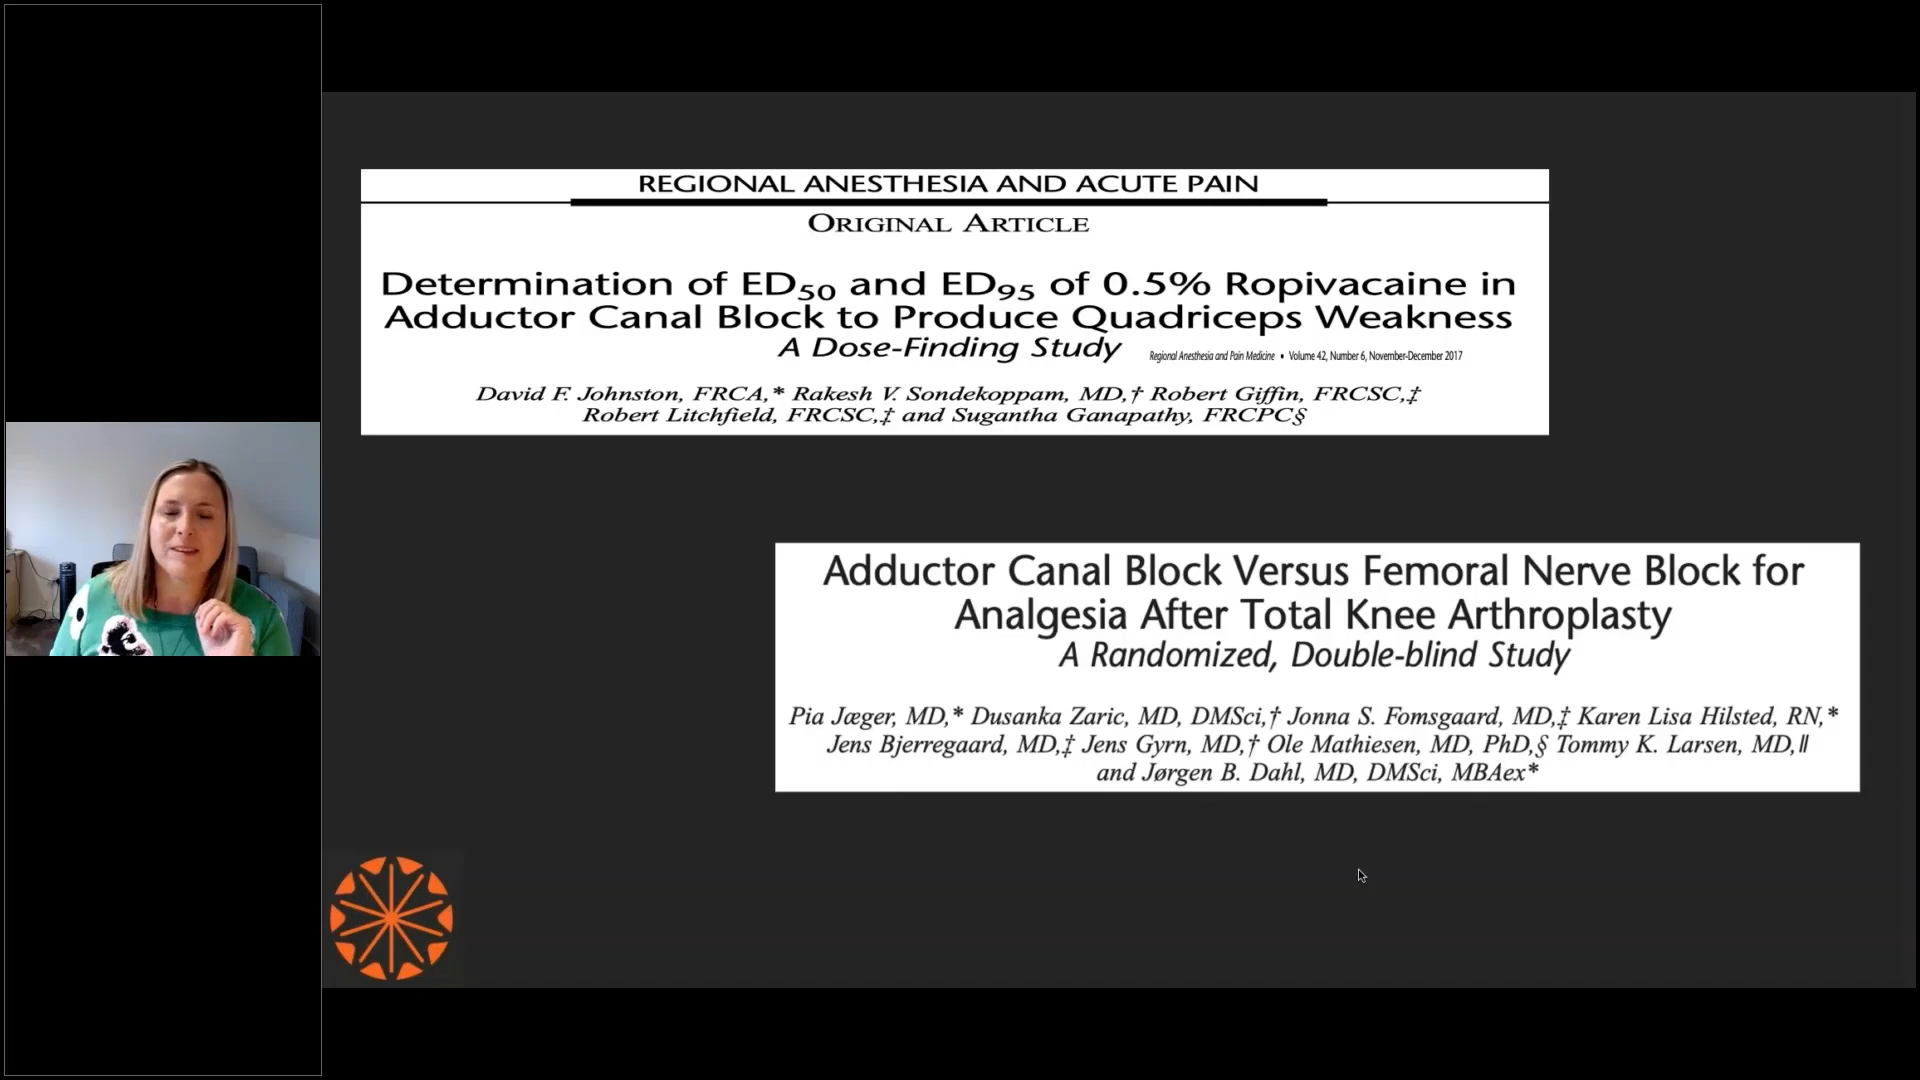 REGIONAL ANESTHESIA AND ACUTE PAIN
ORIGINAL ARTICLE
Determination of ED50 and ED95 of 0.5% Ropivacaine in
Adductor Canal Block to Produce Quadriceps Weakness
A Dose-Finding Study
Regional Anesthesia and Pain Medicine • Volume 42, Number 6, November-December 2017
David F. Johnston, FRCA,* Rakesh V. Sondekoppam, MD,† Robert Giffin, FRCSC,‡
Robert Litchfield, FRCSC,‡ and Sugantha Ganapathy, FRCPC§
Adductor Canal Block Versus Femoral Nerve Block for
Analgesia After Total Knee Arthroplasty
A Randomized, Double-blind Study
Pia Jæger, MD,* Dusanka Zaric, MD, DMSci,† Jonna S. Fomsgaard, MD,‡ Karen Lisa Hilsted, RN,*
Jens Bjerregaard, MD,‡ Jens Gyrn, MD,† Ole Mathiesen, MD, PhD,§ Tommy K. Larsen, MD,ǁ
and Jørgen B. Dahl, MD, DMSci, MBAex*